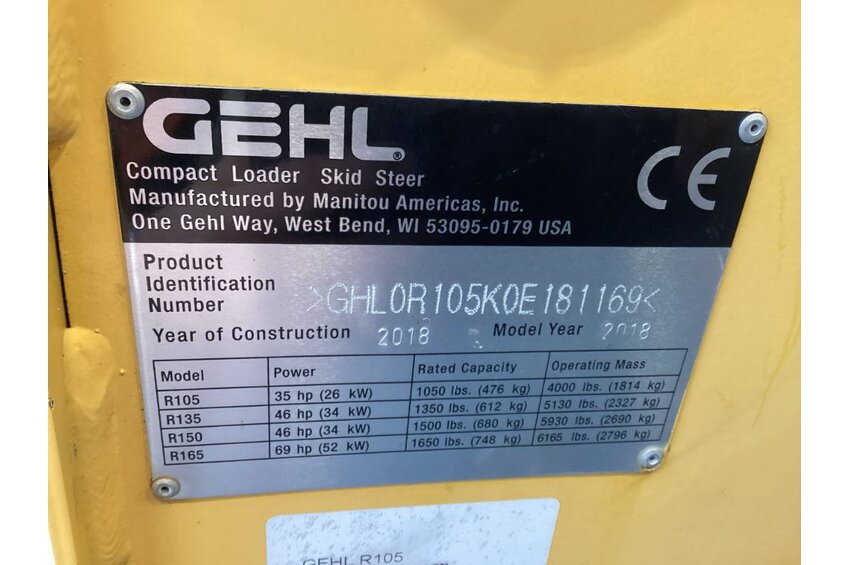 GEHL®
Compact Loader Skid Steer
Manufactured by Manitou Americas, Inc.
One Gehl Way, West Bend, WI 53095-0179 USA
CE
Product
Identification
Number >GHL0R105K0E181169<
Year of Construction 2018 Model Year 2018
Model Power Rated Capacity Operating Mass
R105 35 hp (26 kW) 1050 lbs. (476 kg) 4000 lbs. (1814 kg)
R135 46 hp (34 kW) 1350 lbs. (612 kg) 5130 lbs. (2327 kg)
R150 46 hp (34 kW) 1500 lbs. (680 kg) 5930 lbs. (2690 kg)
R165 69 hp (52 kW) 1650 lbs. (748 kg) 6165 lbs. (2796 kg)
GEHL R105